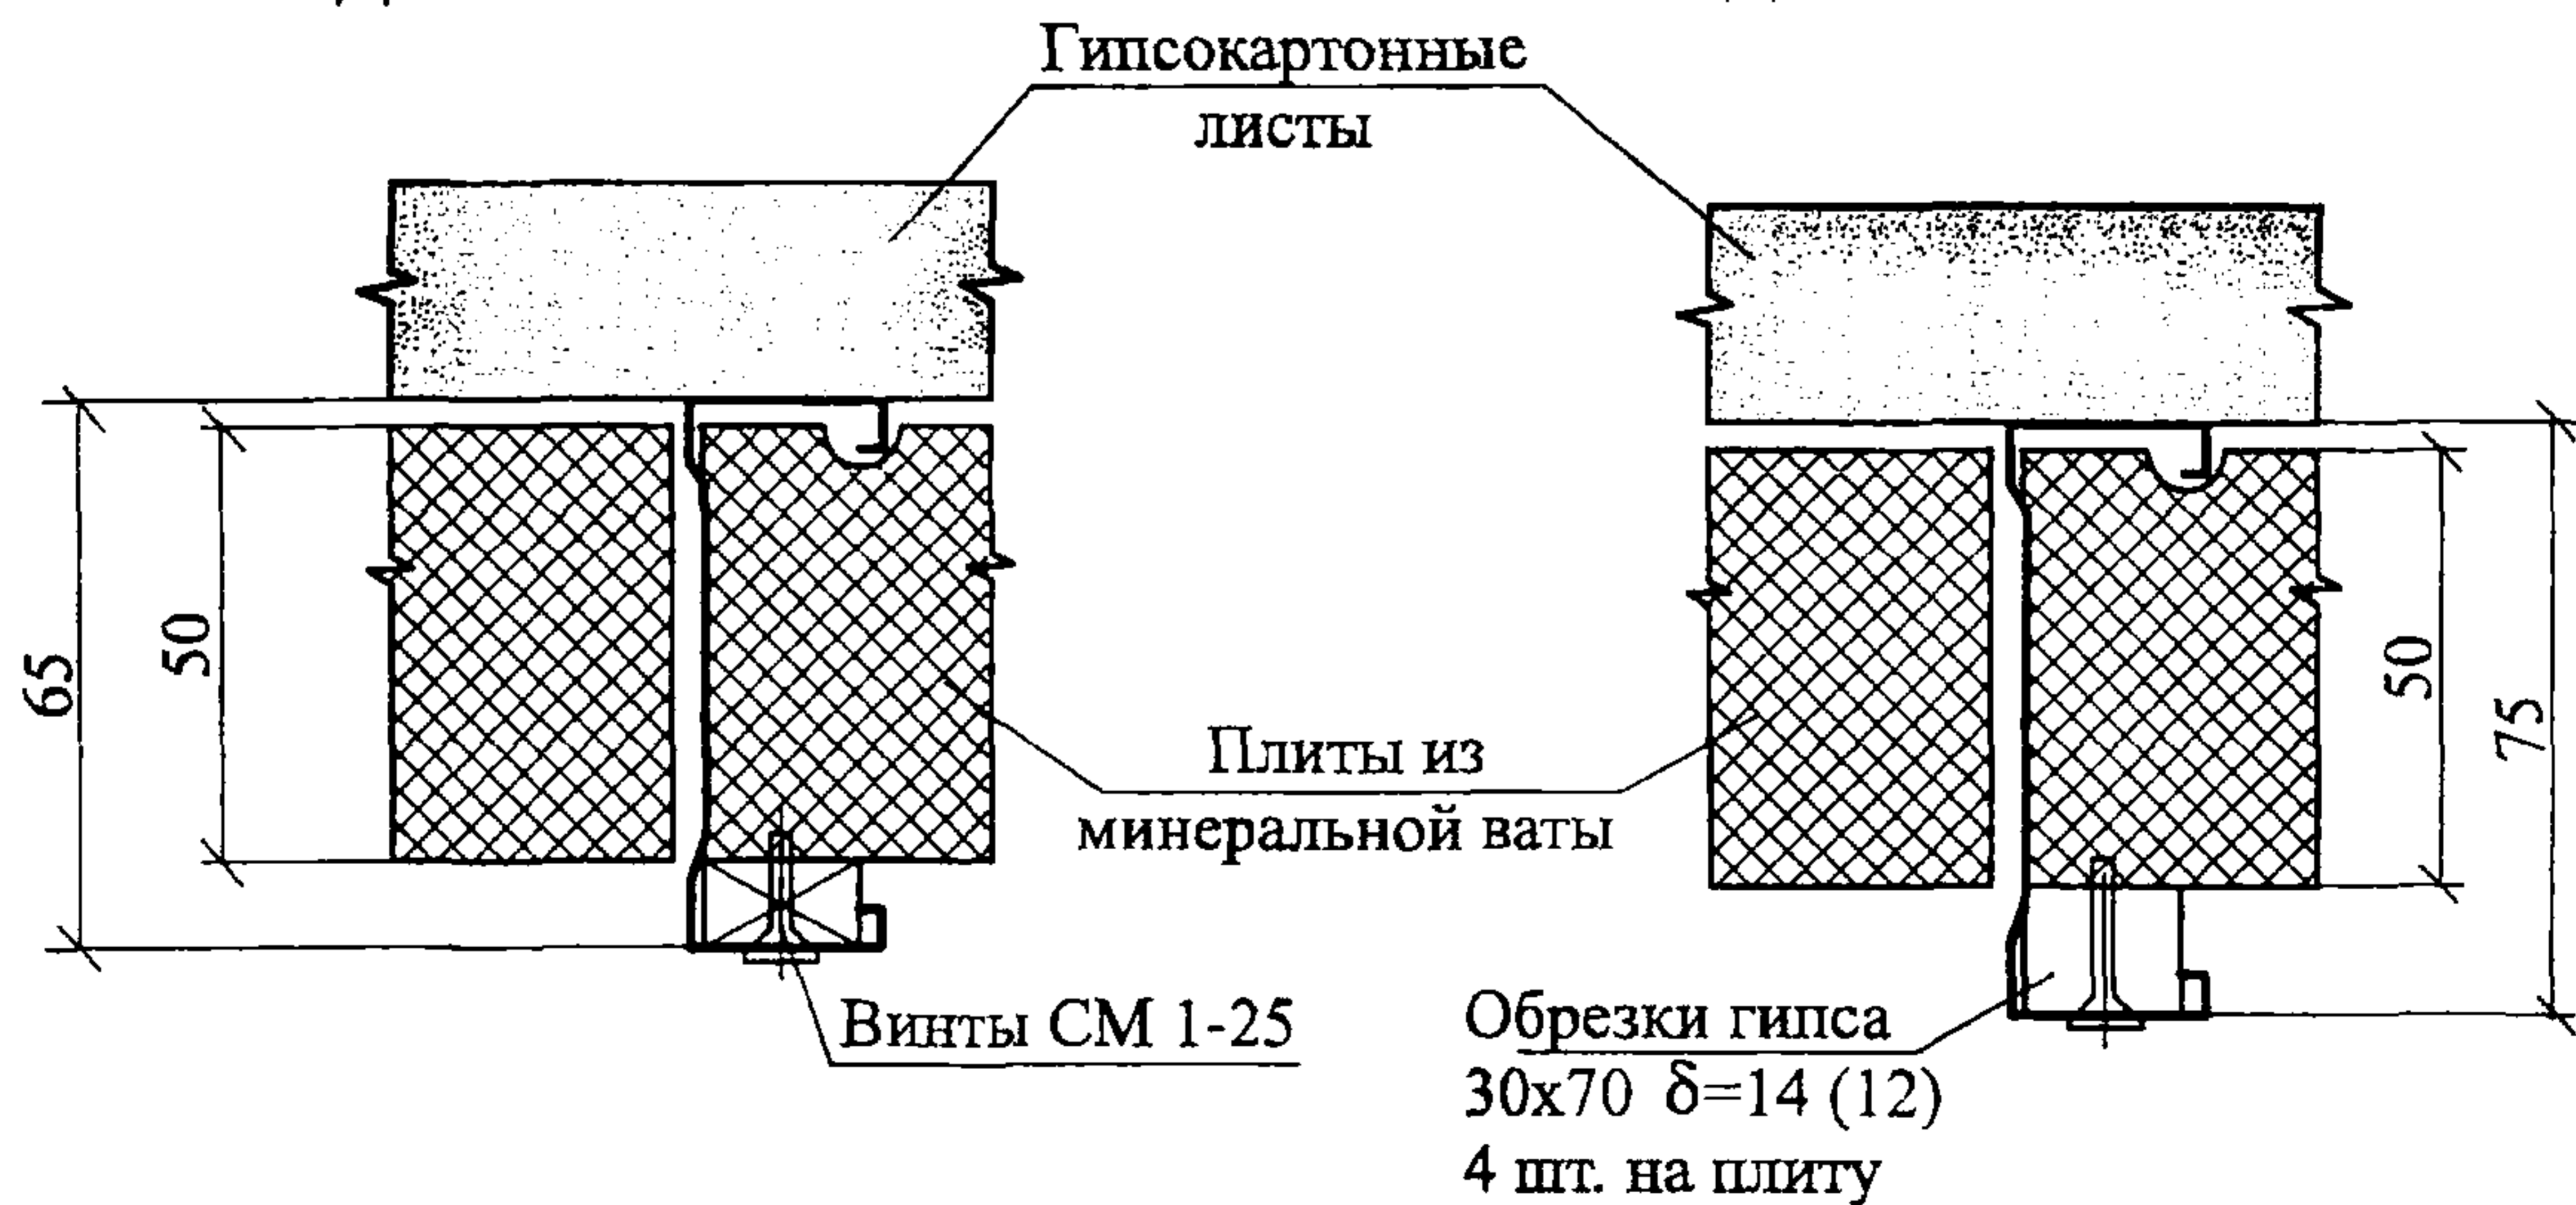 Гипсокартонные
листы
65
50
50
75
Плиты из
минеральной ваты
Винты СМ 1-25
Обрезки гипса
30х70 δ=14 (12)
4 шт. на плиту